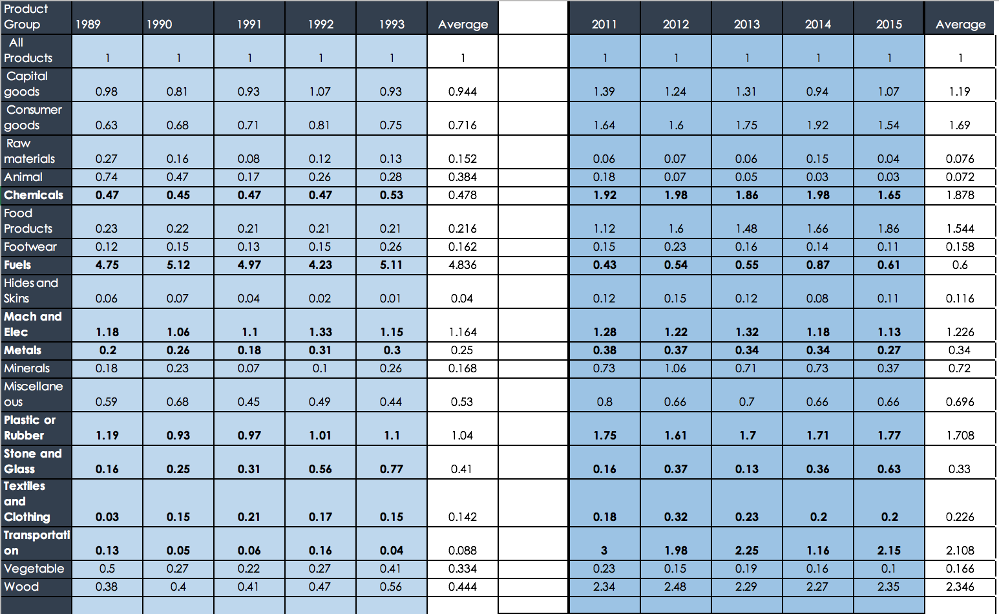 Product
Group 1989 1990 1991 1992 1993 Average 2011 2012 2013 2014 2015 Average
All
Products 1 1 1 1 1 1 1 1 1 1 1 1
Capital
goods 0.98 0.81 0.93 1.07 0.93 0.944 1.39 1.24 1.31 0.94 1.07 1.19
Consumer
goods 0.63 0.68 0.71 0.81 0.75 0.716 1.64 1.6 1.75 1.92 1.54 1.69
Raw
materials 0.27 0.16 0.08 0.12 0.13 0.152 0.06 0.07 0.06 0.15 0.04 0.076
Animal 0.74 0.47 0.17 0.26 0.28 0.384 0.18 0.07 0.05 0.03 0.03 0.072
Chemicals 0.47 0.45 0.47 0.47 0.53 0.478 1.92 1.98 1.86 1.98 1.65 1.878
Food
Products 0.23 0.22 0.21 0.21 0.21 0.216 1.12 1.6 1.48 1.66 1.86 1.544
Footwear 0.12 0.15 0.13 0.15 0.26 0.162 0.15 0.23 0.16 0.14 0.11 0.158
Fuels 4.75 5.12 4.97 4.23 5.11 4.836 0.43 0.54 0.55 0.87 0.61 0.6
Hides and
Skins 0.06 0.07 0.04 0.02 0.01 0.04 0.12 0.15 0.12 0.08 0.11 0.116
Mach and
Elec 1.18 1.06 1.1 1.33 1.15 1.164 1.28 1.22 1.32 1.18 1.13 1.226
Metals 0.2 0.26 0.18 0.31 0.3 0.25 0.38 0.37 0.34 0.34 0.27 0.34
Minerals 0.18 0.23 0.07 0.1 0.26 0.168 0.73 1.06 0.71 0.73 0.37 0.72
Miscellane
ous 0.59 0.68 0.45 0.49 0.44 0.53 0.8 0.66 0.7 0.66 0.66 0.696
Plastic or
Rubber 1.19 0.93 0.97 1.01 1.1 1.04 1.75 1.61 1.7 1.71 1.77 1.708
Stone and
Glass 0.16 0.25 0.31 0.56 0.77 0.41 0.16 0.37 0.13 0.36 0.63 0.33
Textiles
and
Clothing 0.03 0.15 0.21 0.17 0.15 0.142 0.18 0.32 0.23 0.2 0.2 0.226
Transportati
on 0.13 0.05 0.06 0.16 0.04 0.088 3 1.98 2.25 1.16 2.15 2.108
Vegetable 0.5 0.27 0.22 0.27 0.41 0.334 0.23 0.15 0.19 0.16 0.1 0.166
Wood 0.38 0.4 0.41 0.47 0.56 0.444 2.34 2.48 2.29 2.27 2.35 2.346